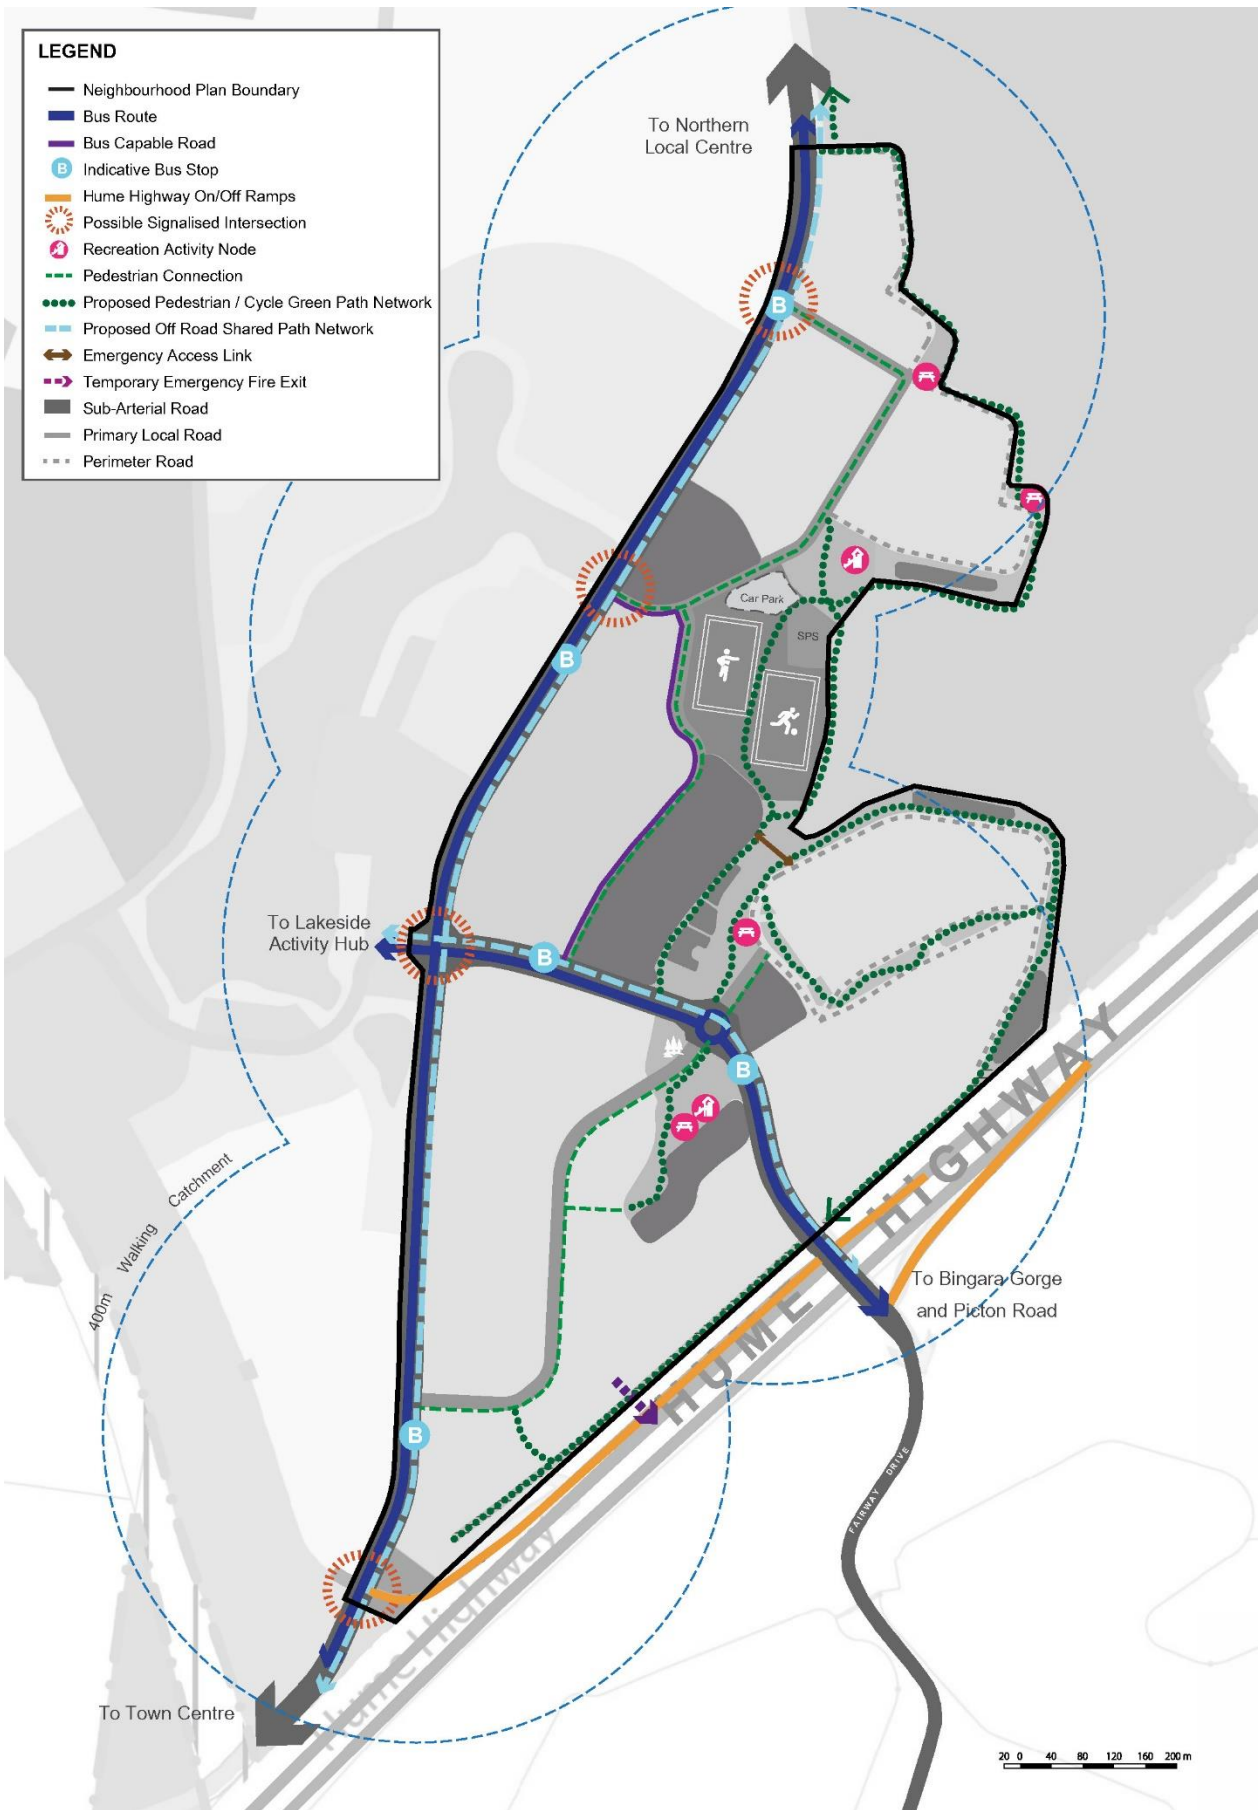 LEGEND
Neighbourhood Plan Boundary
Bus Route
Bus Capable Road
B
Indicative Bus Stop
Hume Highway On/Off Ramps
Possible Signalised Intersection
Recreation Activity Node
Pedestrian Connection
Proposed Pedestrian / Cycle Green Path Network
Proposed Off Road Shared Path Network
Emergency Access Link
Temporary Emergency Fire Exit
Sub-Arterial Road
Primary Local Road
Perimeter Road
To Northern
Local Centre
B
Car Park
SPS
B
To Lakeside
Activity Hub
B
B
HUME HIGHWAY
400m Walking Catchment
To Bingara Gorge
and Picton Road
B
FAIRWAY DRIVE
Hume Highway
To Town Centre
20 0 40 80 120 160 200 m